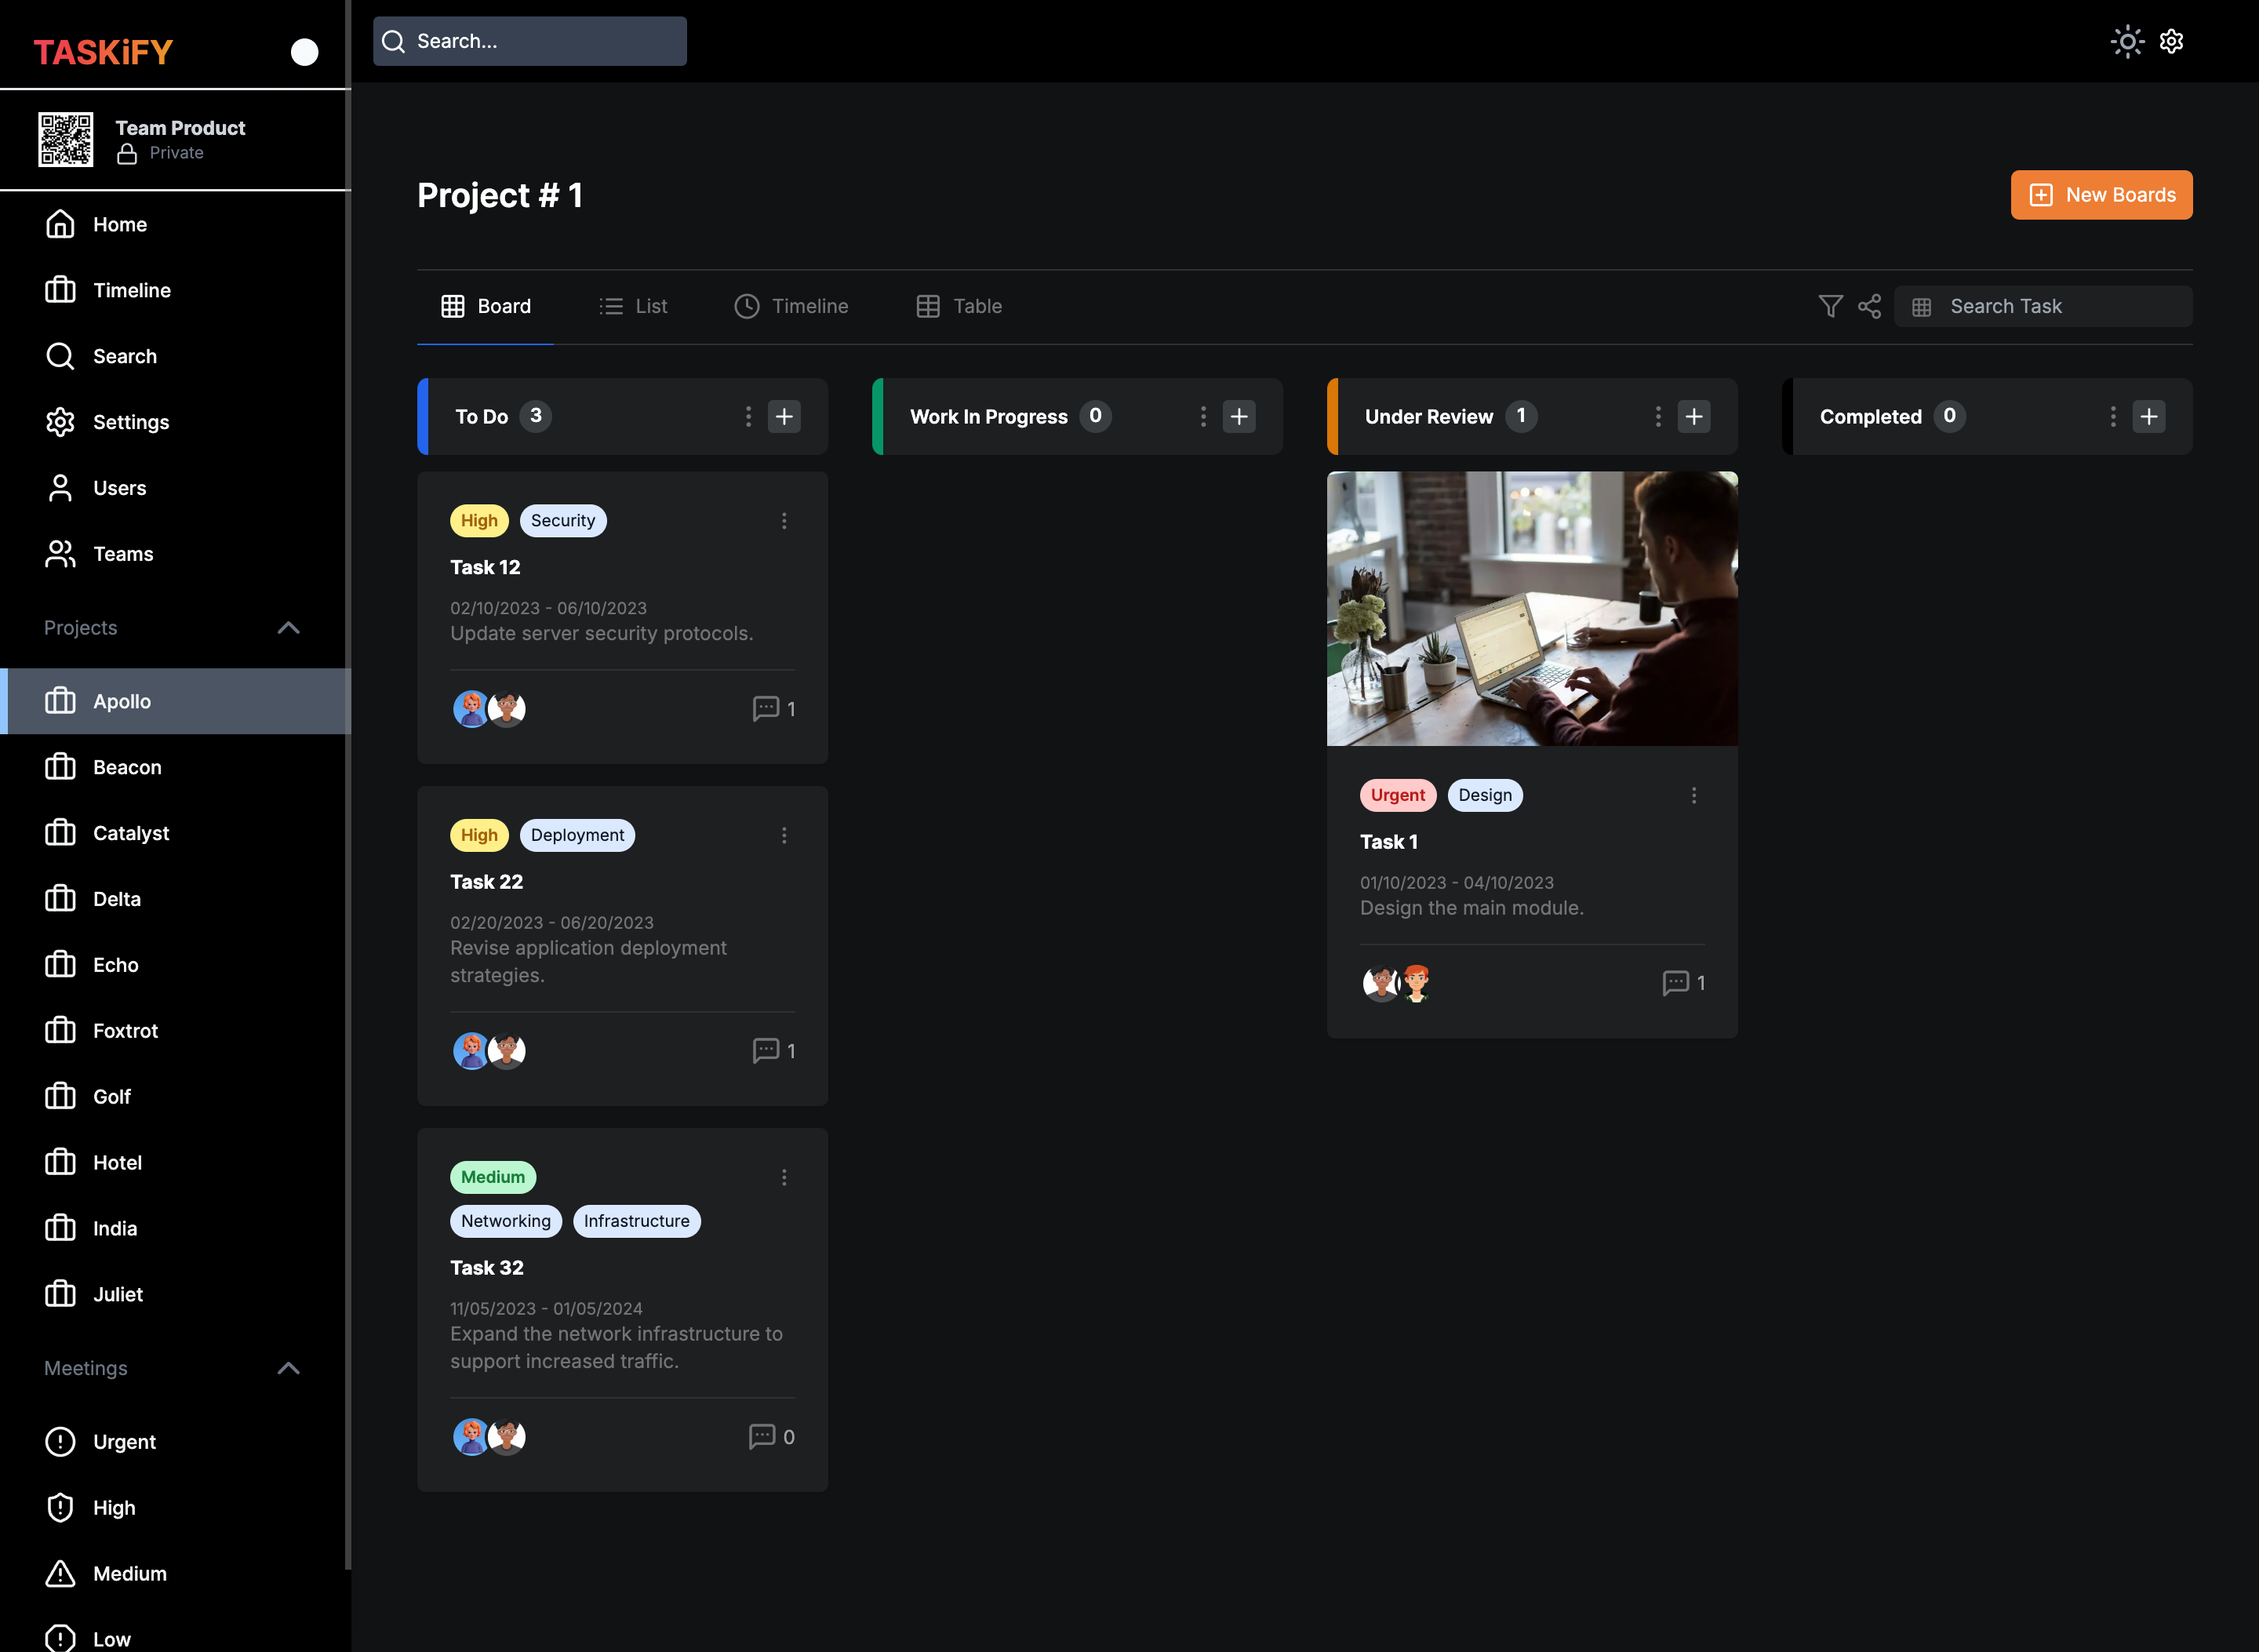 TASKiFY
Team Product
Private
Home
Timeline
Search
Settings
Users
Teams
Projects
Apollo
Beacon
Catalyst
Delta
Echo
Foxtrot
Golf
Hotel
India
Juliet
Meetings
Urgent
High
Medium
Low
Search...
Project # 1
New Boards
Board
List
Timeline
Table
Search Task
To Do 3
High Security
Task 12
02/10/2023 - 06/10/2023
Update server security protocols.
1
High Deployment
Task 22
02/20/2023 - 06/20/2023
Revise application deployment
strategies.
1
Medium
Networking Infrastructure
Task 32
11/05/2023 - 01/05/2024
Expand the network infrastructure to
support increased traffic.
0
Work In Progress 0
Under Review 1
Urgent Design
Task 1
01/10/2023 - 04/10/2023
Design the main module.
1
Completed 0